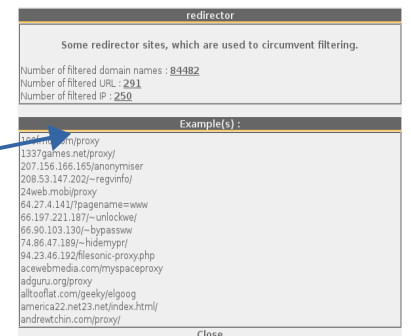 redirector
Some redirector sites, which are used to circumvent filtering.
Number of filtered domain names : 84482
Number of filtered URL : 291
Number of filtered IP : 250
Example(s) :
/proxy
1337games.net/proxy/
207.156.166.165/anonymiser
208.53.147.202/~regvinfo/
24web.mobi/proxy
64.27.4.141/?pagename=www
66.197.221.187/~unlockwe/
66.90.103.130/~bypassww
74.86.47.189/~hidemypr/
94.23.46.192/filesonic-proxy.php
acewebmedia.com/myspaceproxy
adguru.org/proxy
alltooflat.com/geeky/elgoog
america22.net23.net/index.html/
andrewtchin.com/proxy/
Close